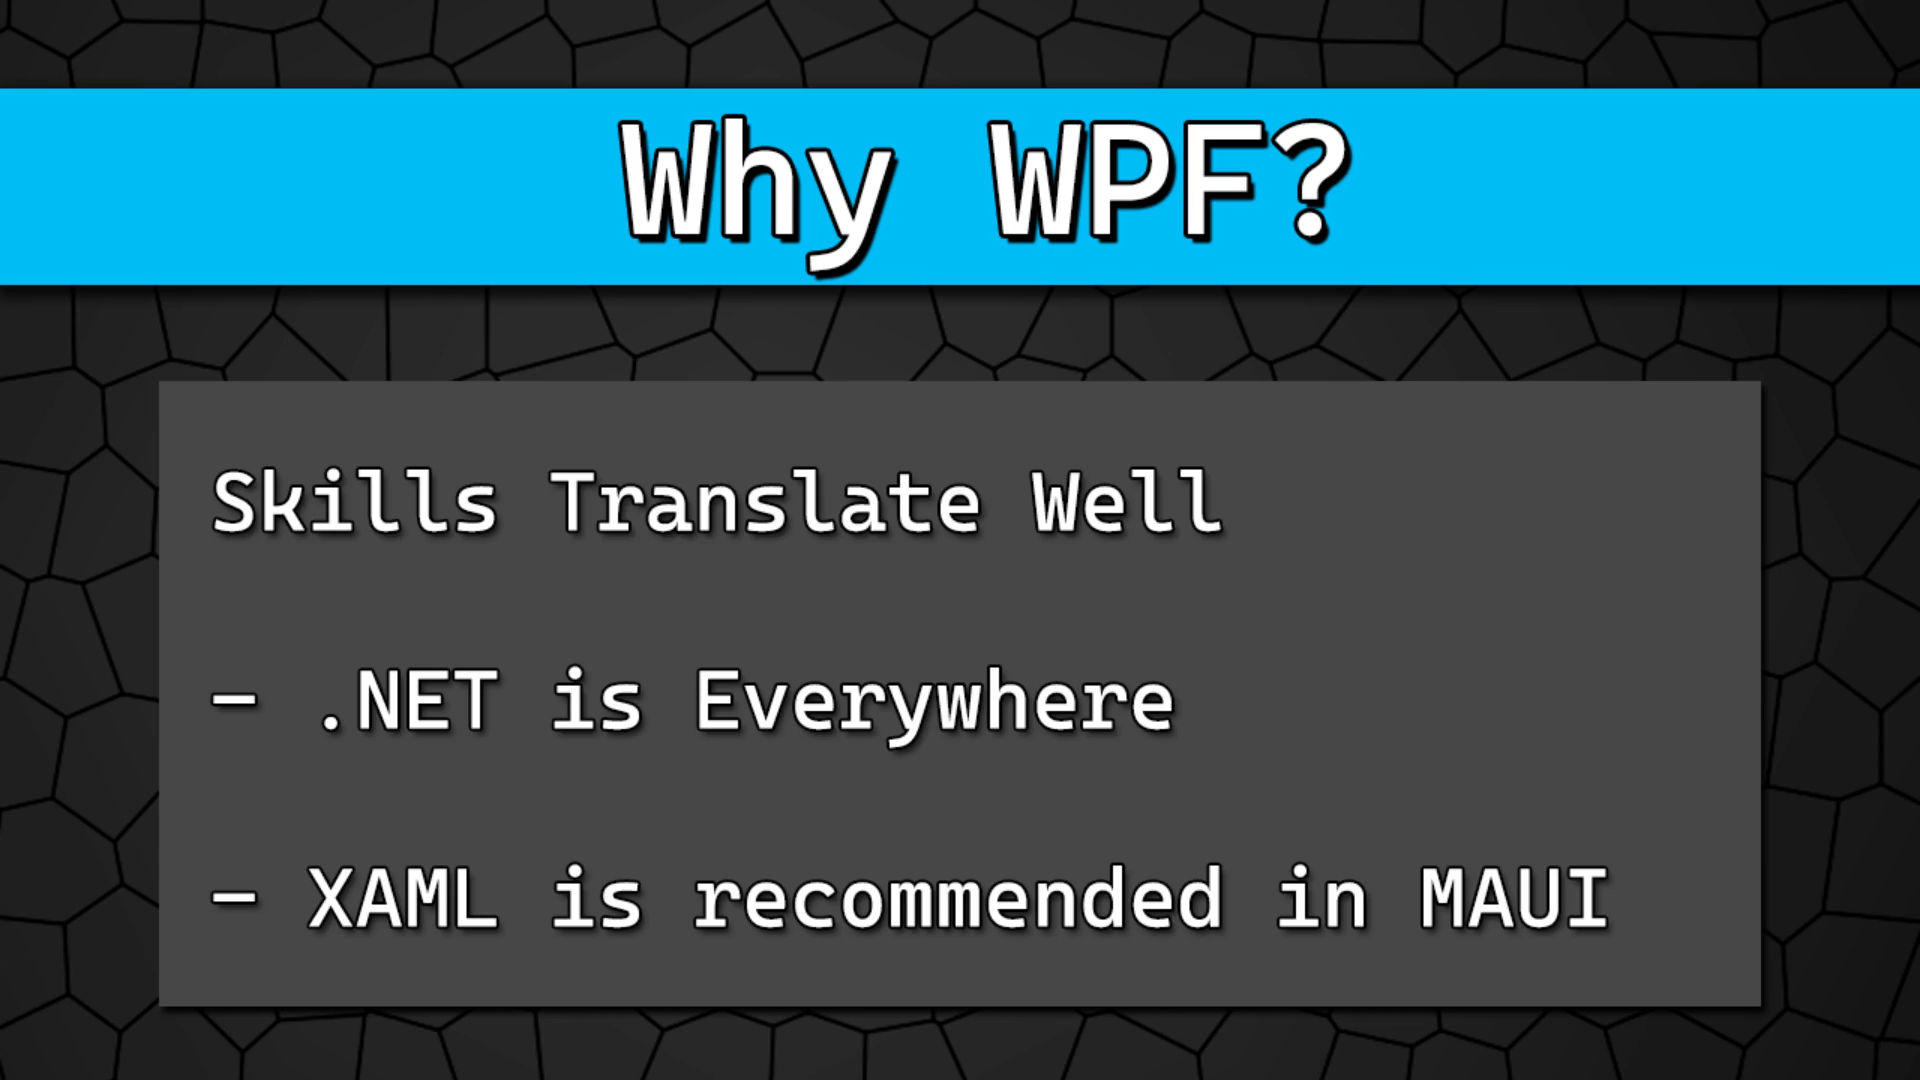 Why WPF?
Skills Translate Well
- .NET is Everywhere
- XAML is recommended in MAUI